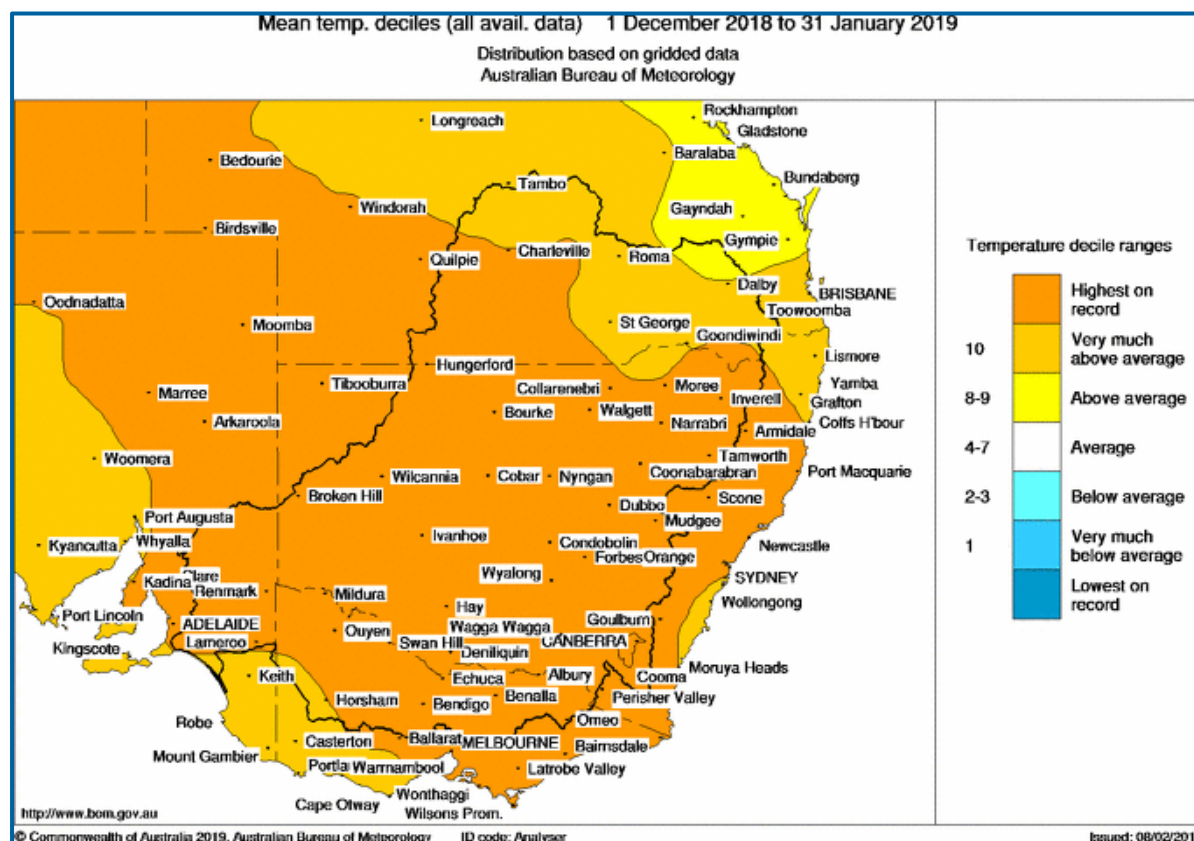 Mean temp. deciles (all avail. data) 1 December 2018 to 31 January 2019
Distribution based on gridded data
Australian Bureau of Meteorology
Rockhampton
Longreach
Gladstone
Baralaba
Bedourie
Tambo
Bundaberg
Windorah
Gayndah
Birdsville
Gympie
Charleville
Quilpie
Roma
Dalby
BRISBANE
Oodnadatta
Toowoomba
Moomba
St George
Goondiwindi
Lismore
Hungerford
Tibooburra
Collarenebri
Moree
Yamba
Marree
Inverell
Grafton
Bourke
Walgett
Arkaroola
Narrabri
Coffs H'bour
Armidale
Woomera
Tamworth
Wilcannia
Cobar
Nyngan
Coonabarabran
Port Macquarie
Broken Hill
Scone
Dubbo
Port Augusta
Mudgee
Ivanhoe
Whyalla
Kyancutta
Condobolin
Newcastle
Forbes
Orange
Wyalong
Kadina
Clare
SYDNEY
Renmark
Mildura
Wollongong
Hay
Port Lincoln
ADELAIDE
Goulburn
Wagga Wagga
Ouyen
Lameroo
Swan Hill
CANBERRA
Kingscote
Deniliquin
Moruya Heads
Keith
Echuca
Albury
Cooma
Horsham
Bendigo
Benalla
Perisher Valley
Robe
Omeo
Casterton
Ballarat
MELBOURNE
Bairnsdale
Mount Gambier
Portla
Warrnambool
Latrobe Valley
Wonthaggi
Cape Otway
Wilsons Prom.
Temperature decile ranges
Highest on
record
10 Very much
above average
8-9 Above average
4-7 Average
2-3 Below average
1 Very much
below average
Lowest on
record
http://www.bom.gov.au
© Commonwealth of Australia 2019, Australian Bureau of Meteorology ID code: Analyser Issued: 08/02/201